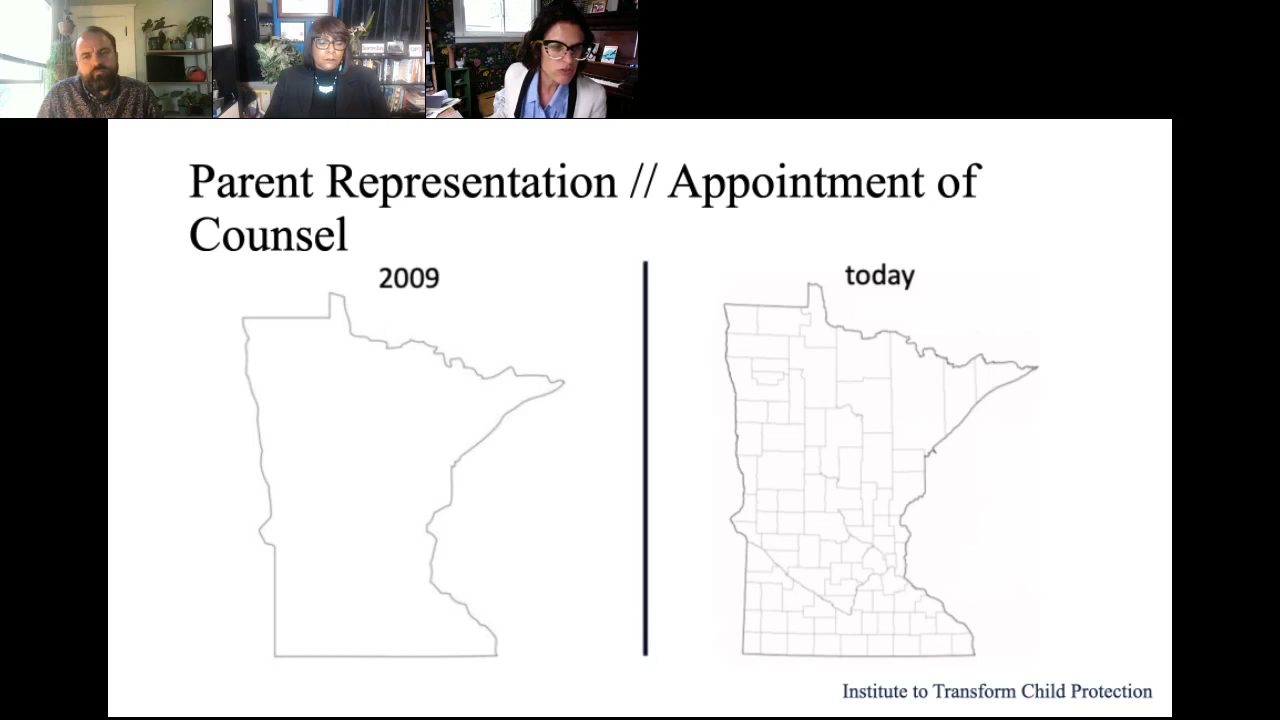 Parent Representation // Appointment of
Counsel
2009
today
Institute to Transform Child Protection